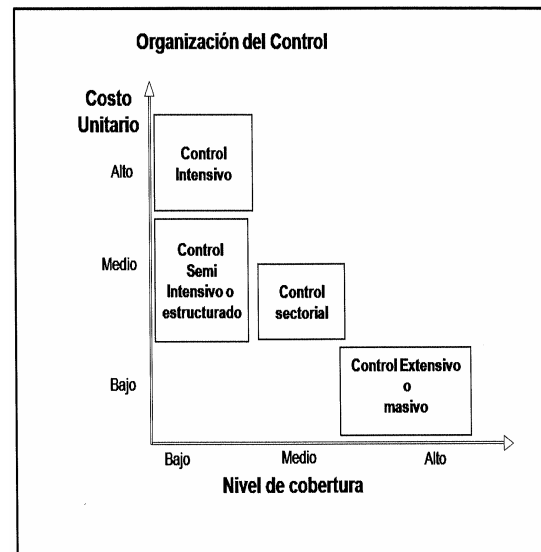 Organización del Control
Costo
Unitario
Alto
Control
Intensivo
Medio
Control
Semi
Intensivo o
estructurado
Control
sectorial
Bajo
Control Extensivo
o
masivo
Bajo
Medio
Alto
Nivel de cobertura